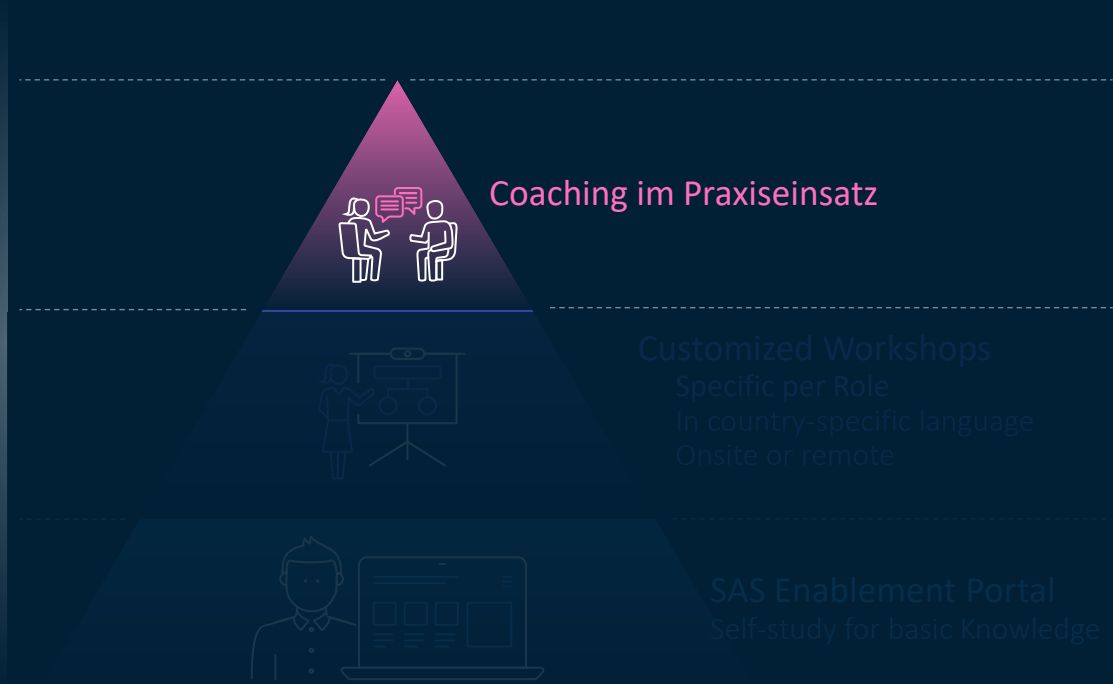 Coaching im Praxiseinsatz
Customized Workshops
Specific per Role
In country-specific language
Onsite or remote
SAS Enablement Portal
Self-study for basic Knowledge